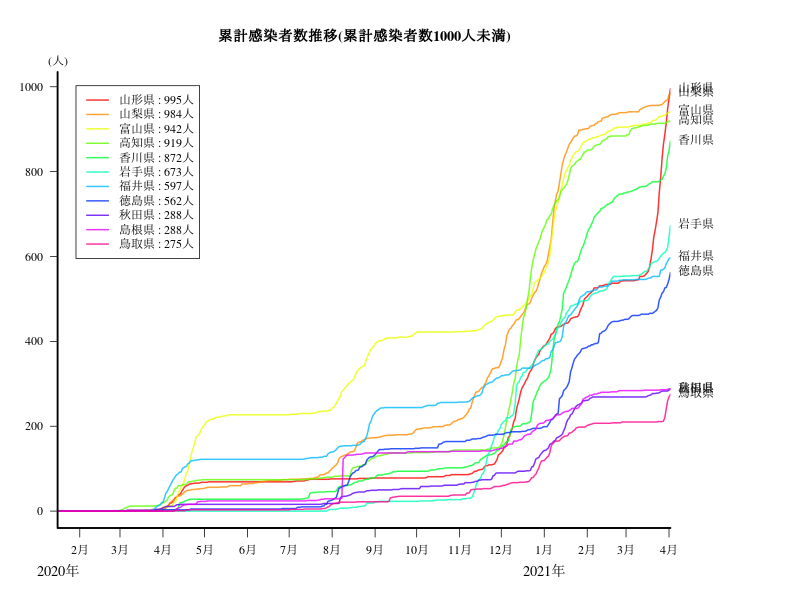 累計感染者数推移(累計感染者数1000人未満)
(人)
1000
800
600
400
200
0
山形県 : 995人
山梨県 : 984人
富山県 : 942人
高知県 : 919人
香川県 : 872人
岩手県 : 673人
福井県 : 597人
徳島県 : 562人
秋田県 : 288人
島根県 : 288人
鳥取県 : 275人
山形県
山梨県
富山県
高知県
香川県
岩手県
福井県
徳島県
鳥取県
2月 3月 4月 5月 6月 7月 8月 9月 10月 11月 12月 1月 2月 3月 4月
2020年 2021年